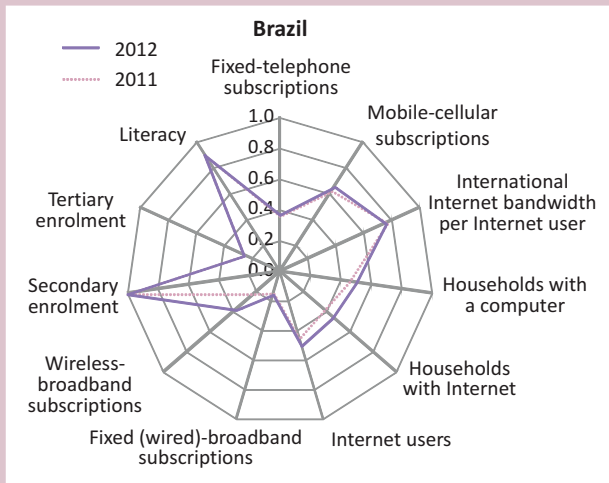 Brazil
2012
2011
Fixed-telephone
subscriptions
Mobile-cellular
subscriptions
International
Internet bandwidth
per Internet user
Households with
a computer
Households
with Internet
Internet users
Fixed (wired)-broadband
subscriptions
Wireless-
broadband
subscriptions
Secondary
enrolment
Tertiary
enrolment
Literacy
1.0
0.8
0.6
0.4
0.2
0.0